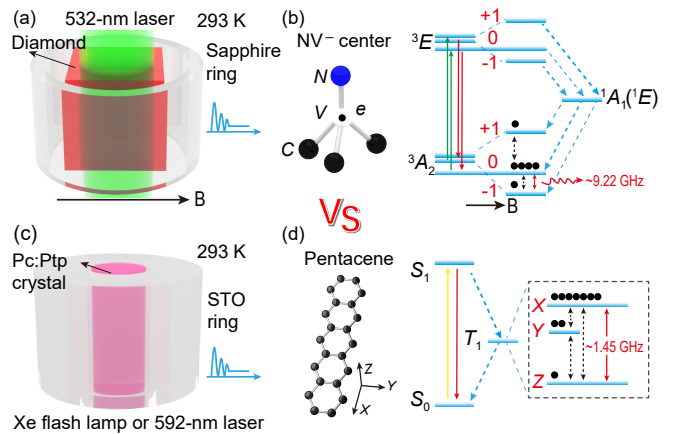 (a)
532-nm laser
293 K
Diamond
Sapphire
ring
B
(b)
NV⁻ center
N
V
e
C
³E
+1
0
-1
¹A₁(¹E)
+1
³A₂
0
-1
~9.22 GHz
B
VS
(c)
293 K
Pc:Ptp
crystal
STO
ring
Xe flash lamp or 592-nm laser
(d)
Pentacene
Z
Y
X
S₁
T₁
S₀
X
Y
~1.45 GHz
Z